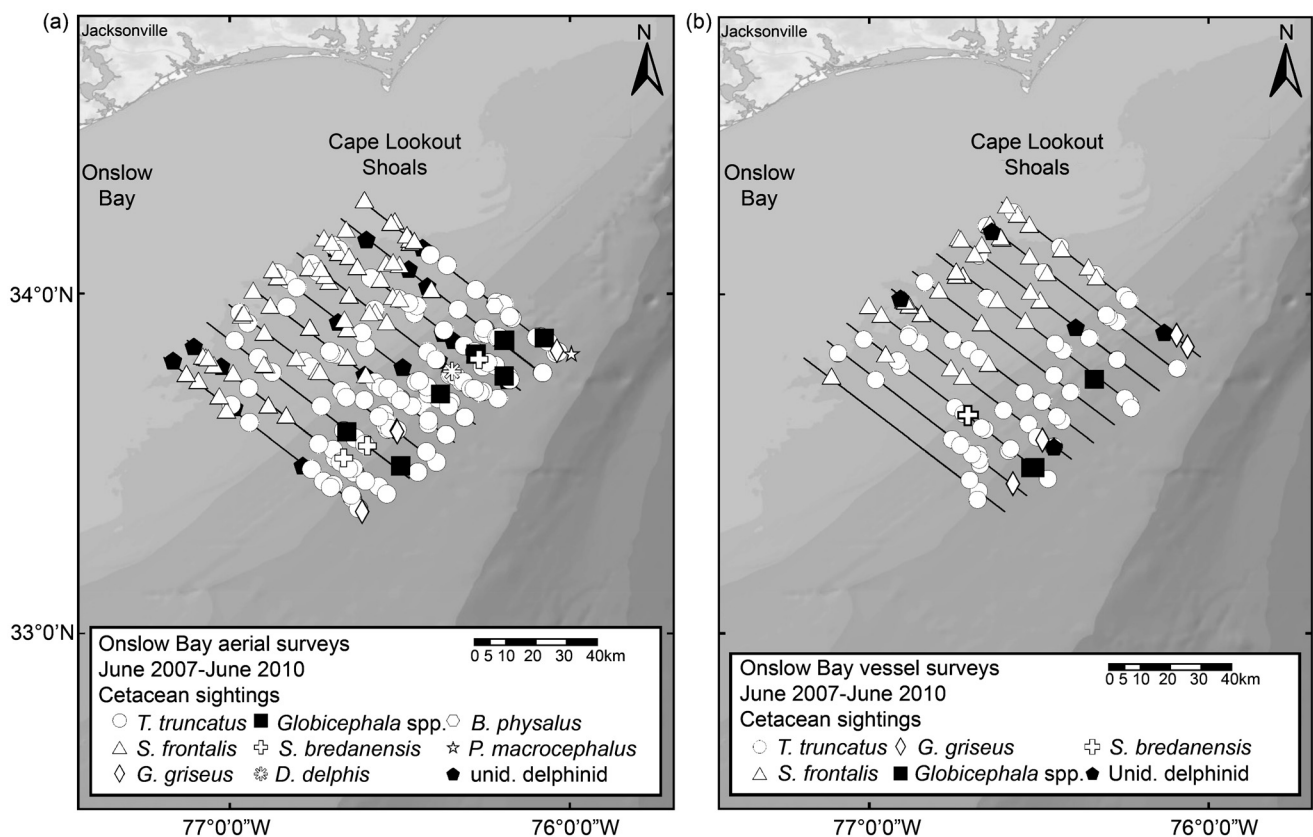 (a)
Jacksonville
N
Cape Lookout
Shoals
Onslow
Bay
34°0'N
33°0'N
Onslow Bay aerial surveys
June 2007-June 2010
Cetacean sightings
0 5 10 20 30 40km
T. truncatus Globicephala spp. B. physalus
S. frontalis S. bredanensis P. macrocephalus
G. griseus D. delphis unid. delphinid
77°0'0"W 76°0'0"W
(b)
Jacksonville
N
Cape Lookout
Shoals
Onslow
Bay
Onslow Bay vessel surveys
June 2007-June 2010
Cetacean sightings
0 5 10 20 30 40km
T. truncatus G. griseus S. bredanensis
S. frontalis Globicephala spp. Unid. delphinid
77°0'0"W 76°0'0"W